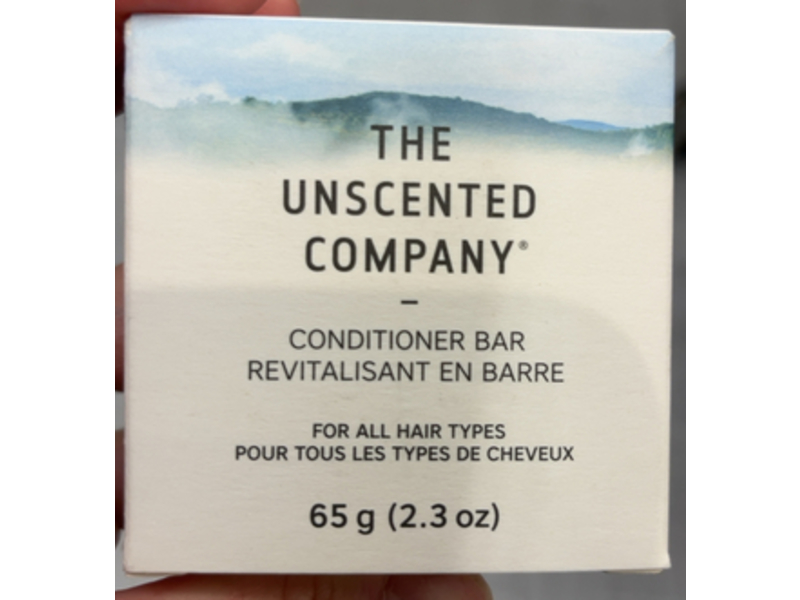 THE
UNSCENTED
COMPANY®
–
CONDITIONER BAR
REVITALISANT EN BARRE
FOR ALL HAIR TYPES
POUR TOUS LES TYPES DE CHEVEUX
65 g (2.3 oz)